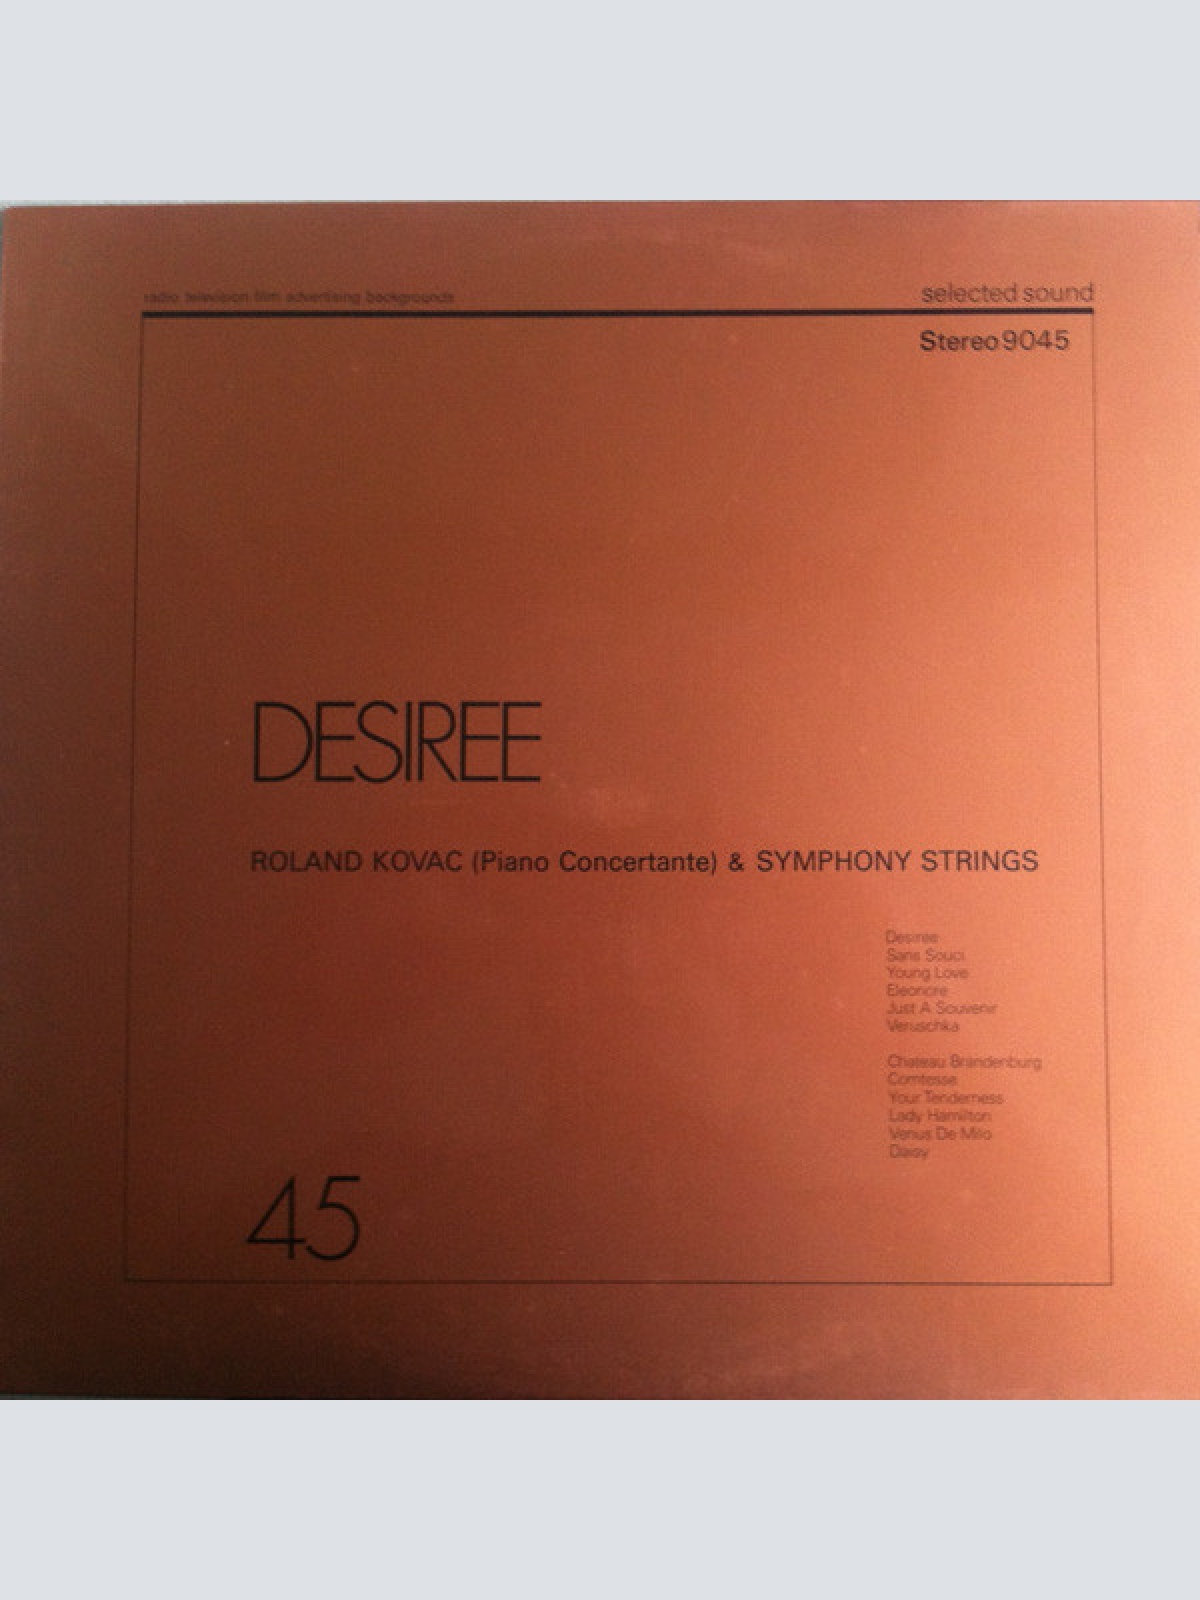 radio television film advertising backgrounds
selected sound
Stereo 9045
DESIREE
ROLAND KOVAC (Piano Concertante) & SYMPHONY STRINGS
Desiree
Sans Souci
Young Love
Eleonore
Just A Souvenir
Veruschka
Chateau Brandenburg
Comtesse
Your Tenderness
Lady Hamilton
Venus De Milo
Daisy
45